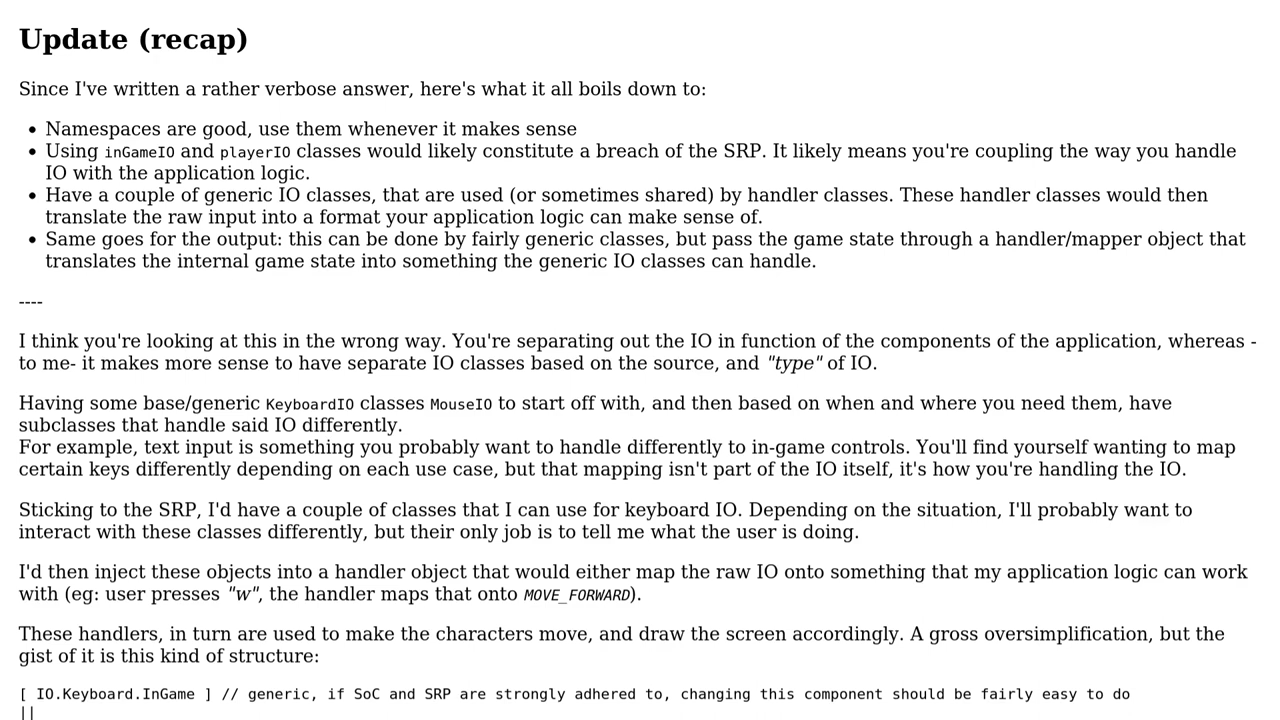 Update (recap)
Since I've written a rather verbose answer, here's what it all boils down to:
• Namespaces are good, use them whenever it makes sense
• Using inGameIO and playerIO classes would likely constitute a breach of the SRP. It likely means you're coupling the way you handle
IO with the application logic.
• Have a couple of generic IO classes, that are used (or sometimes shared) by handler classes. These handler classes would then
translate the raw input into a format your application logic can make sense of.
• Same goes for the output: this can be done by fairly generic classes, but pass the game state through a handler/mapper object that
translates the internal game state into something the generic IO classes can handle.
----
I think you're looking at this in the wrong way. You're separating out the IO in function of the components of the application, whereas -
to me- it makes more sense to have separate IO classes based on the source, and "type" of IO.
Having some base/generic KeyboardIO classes MouseIO to start off with, and then based on when and where you need them, have
subclasses that handle said IO differently.
For example, text input is something you probably want to handle differently to in-game controls. You'll find yourself wanting to map
certain keys differently depending on each use case, but that mapping isn't part of the IO itself, it's how you're handling the IO.
Sticking to the SRP, I'd have a couple of classes that I can use for keyboard IO. Depending on the situation, I'll probably want to
interact with these classes differently, but their only job is to tell me what the user is doing.
I'd then inject these objects into a handler object that would either map the raw IO onto something that my application logic can work
with (eg: user presses "w", the handler maps that onto MOVE_FORWARD).
These handlers, in turn are used to make the characters move, and draw the screen accordingly. A gross oversimplification, but the
gist of it is this kind of structure:
[ IO.Keyboard.InGame ] // generic, if SoC and SRP are strongly adhered to, changing this component should be fairly easy to do
||